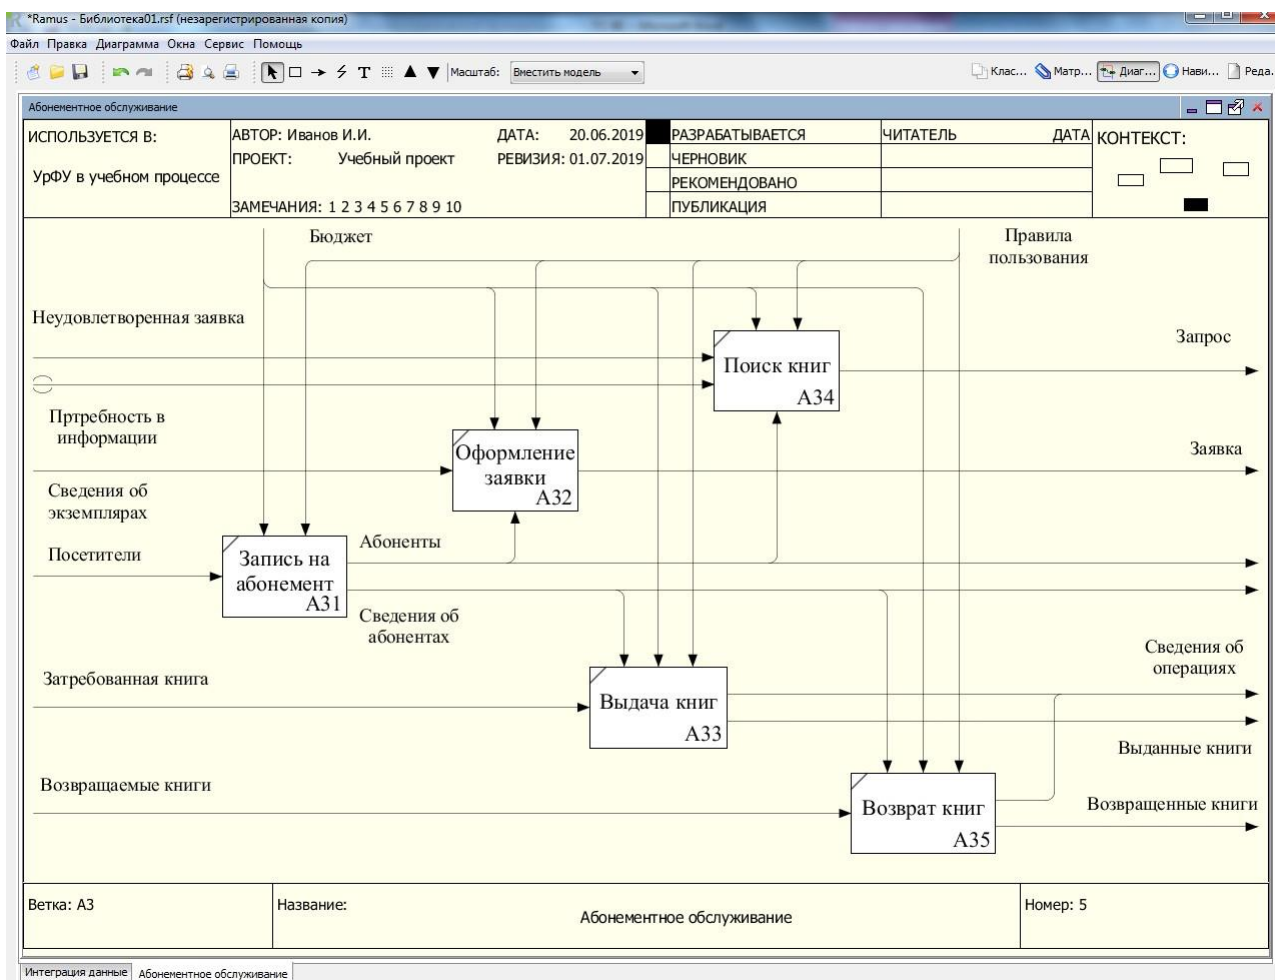 *Ramus - Библиотека01.rsf (незарегистрированная копия)
Файл Правка Диаграмма Окна Сервис Помощь
Масштаб: Вместить модель Клас... Матр... Диаг... Нави... Реда.
Абонементное обслуживание
ИСПОЛЬЗУЕТСЯ В:
УрФУ в учебном процессе
АВТОР: Иванов И.И. ДАТА: 20.06.2019
ПРОЕКТ: Учебный проект РЕВИЗИЯ: 01.07.2019
ЗАМЕЧАНИЯ: 1 2 3 4 5 6 7 8 9 10
РАЗРАБАТЫВАЕТСЯ
ЧЕРНОВИК
РЕКОМЕНДОВАНО
ПУБЛИКАЦИЯ
ЧИТАТЕЛЬ ДАТА
КОНТЕКСТ:
Бюджет
Правила
пользования
Неудовлетворенная заявка
Запрос
Поиск книг
A34
Пртребность в
информации
Оформление
заявки
A32
Заявка
Сведения об
экземплярах
Посетители
Запись на
абонемент
A31
Абоненты
Сведения об
абонентах
Сведения об
операциях
Затребованная книга
Выдача книг
A33
Выданные книги
Возвращаемые книги
Возврат книг
A35
Возвращенные книги
Ветка: A3
Название:
Абонементное обслуживание
Номер: 5
Интеграция данные Абонементное обслуживание